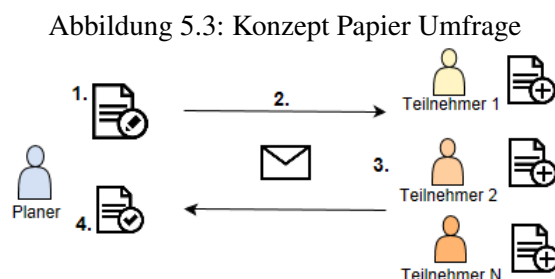 Abbildung 5.3: Konzept Papier Umfrage
1.
2.
Teilnehmer 1
3.
Teilnehmer 2
Planer
4.
Teilnehmer N